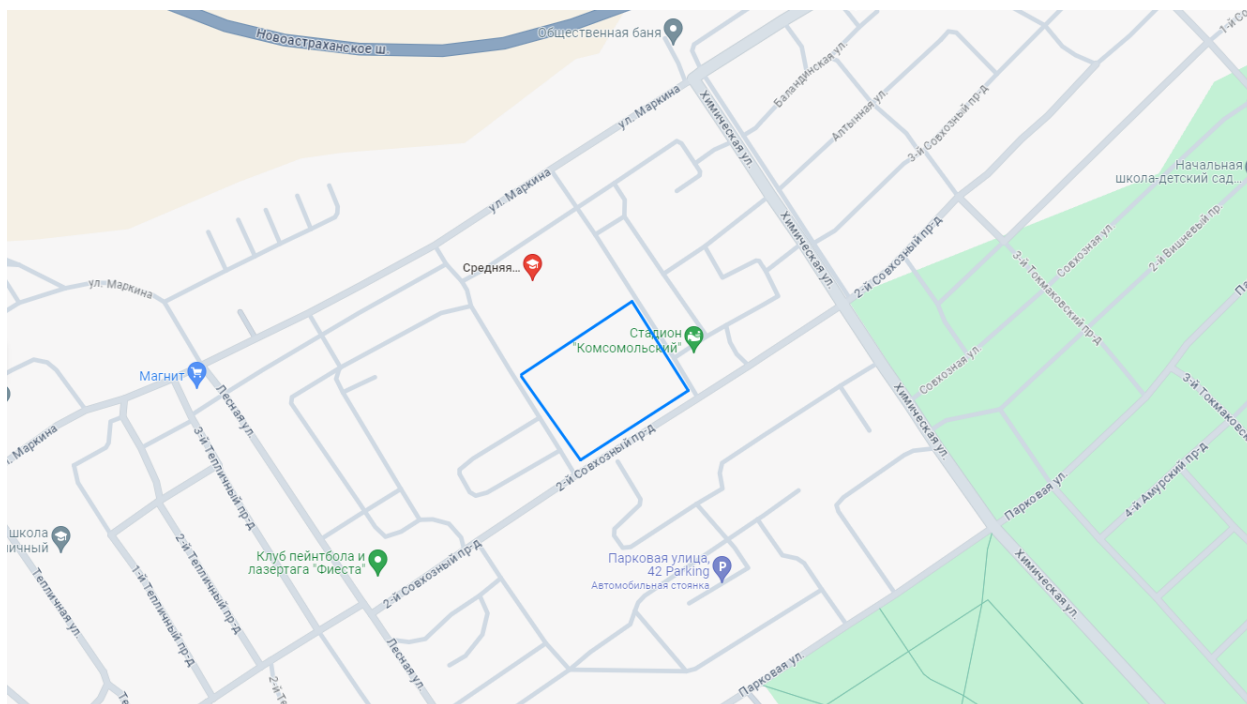 Новоастраханское ш.
Общественная баня
1-й Со
ул. Маркина
Химическая ул.
Баландинская ул.
Алтынная ул.
3-й Совхозный пр-д
Начальная
школа-детский сад...
ул. Маркина
Химическая ул.
2-й Совхозный пр-д
Совхозная ул
2-й Вишневый пр.
3-й Токмаковский пр-д
Средняя...
ул. Маркина
Стадион
"Комсомольский"
Магнит
Совхозная ул.
Лесная ул.
Химическая ул.
3-й Токмаковск
Маркина
3-й Тепличный пр-д
2-й Совхозный пр-д
4-й Амурский пр-д
Парковая ул.
школа
ичный
2-й Тепличный пр-д
1-й Тепличный пр-д
Тепличная ул.
Клуб пейнтбола и
лазертага "Фиеста"
2-й Совхозный пр-д
Парковая улица,
42 Parking
Автомобильная стоянка
Химическая ул.
Лесная ул.
Парковая ул.
2-й Те